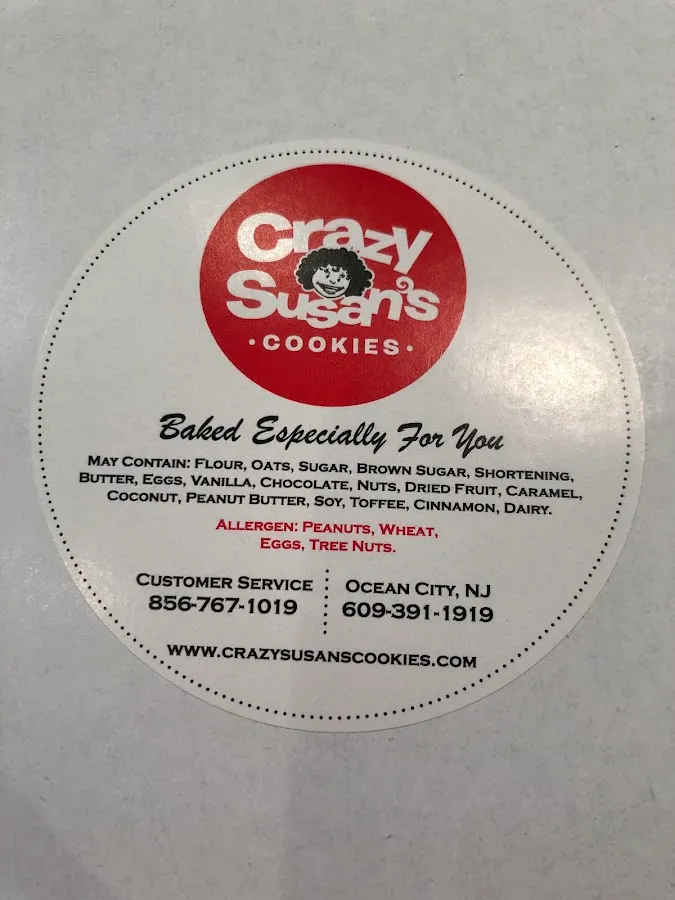 Crazy
Susan's
• COOKIES •
Baked Especially For You
MAY CONTAIN: FLOUR, OATS, SUGAR, BROWN SUGAR, SHORTENING,
BUTTER, EGGS, VANILLA, CHOCOLATE, NUTS, DRIED FRUIT, CARAMEL,
COCONUT, PEANUT BUTTER, SOY, TOFFEE, CINNAMON, DAIRY.
ALLERGEN: PEANUTS, WHEAT,
EGGS, TREE NUTS.
CUSTOMER SERVICE
856-767-1019
OCEAN CITY, NJ
609-391-1919
WWW.CRAZYSUSANSCOOKIES.COM